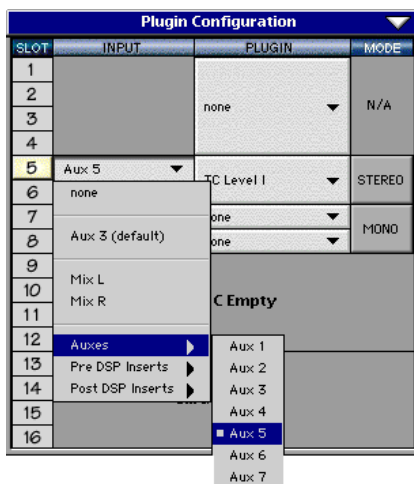 Plugin Configuration
SLOT INPUT PLUGIN MODE
1
2
3
4
none
N/A
5
6
Aux 5
TC Level I
STEREO
none
7
8
one
one
MONO
Aux 3 (default)
9
10
11
12
Mix L
Mix R
C Empty
Auxes
Pre DSP Inserts
Post DSP Inserts
13
14
15
16
Aux 1
Aux 2
Aux 3
Aux 4
Aux 5
Aux 6
Aux 7